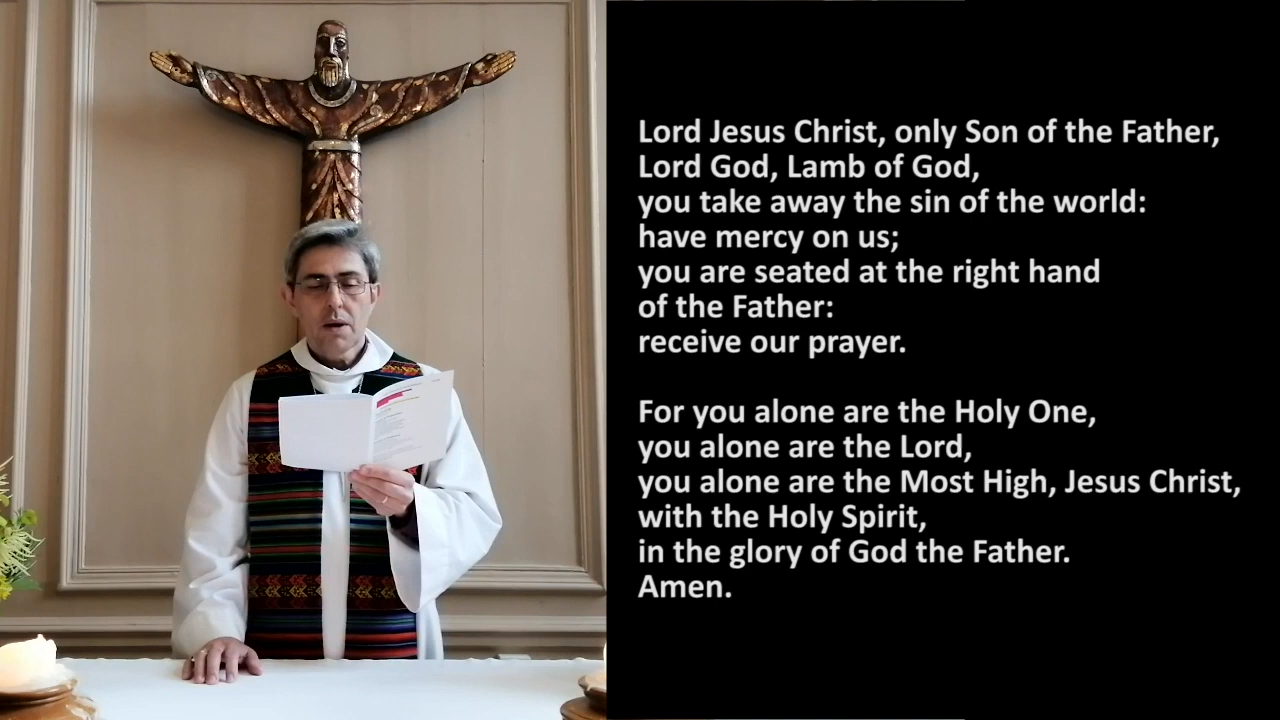 Lord Jesus Christ, only Son of the Father,
Lord God, Lamb of God,
you take away the sin of the world:
have mercy on us;
you are seated at the right hand
of the Father:
receive our prayer.
For you alone are the Holy One,
you alone are the Lord,
you alone are the Most High, Jesus Christ,
with the Holy Spirit,
in the glory of God the Father.
Amen.